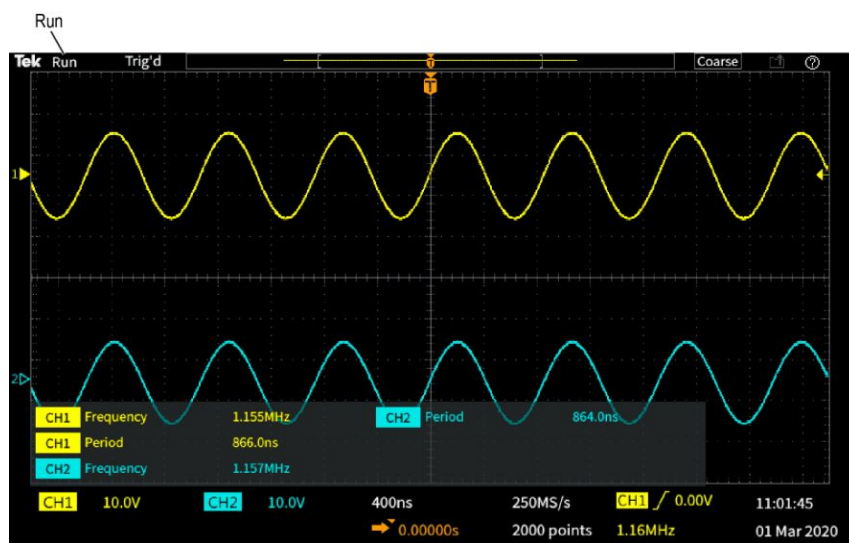 Run
Tek Run Trig'd T Coarse ?
T
1
2
CH1 Frequency 1.155MHz CH2 Period 864.0ns
CH1 Period 866.0ns
CH2 Frequency 1.157MHz
CH1 10.0V CH2 10.0V 400ns 250MS/s CH1 0.00V 11:01:45
0.00000s 2000 points 1.16MHz 01 Mar 2020